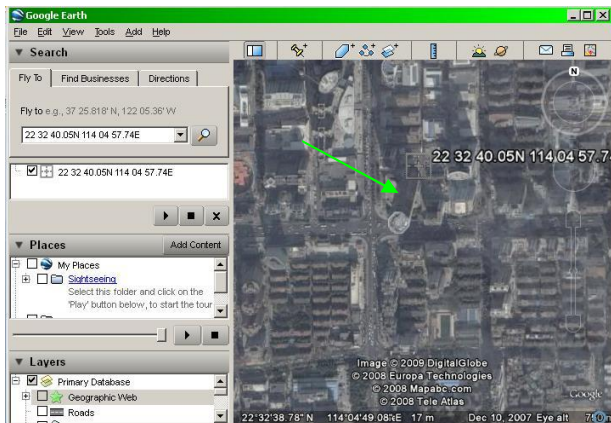 Google Earth
File Edit View Tools Add Help
Search
Fly To Find Businesses Directions
Fly to e.g., 37 25.818' N, 122 05.36' W
22 32 40.05N 114 04 57.74E
22 32 40.05N 114 04 57.74E
Places Add Content
My Places
Sightseeing
Select this folder and click on the
'Play' button below, to start the tour
Layers
Primary Database
Geographic Web
Roads
N
22 32 40.05N 114 04 57.7
Image © 2009 DigitalGlobe
© 2008 Europa Technologies
© 2008 Mapabc.com
© 2008 Tele Atlas
Google
22°32'38.78" N 114°04'49.08" E 17 m Dec 10, 2007 Eye alt